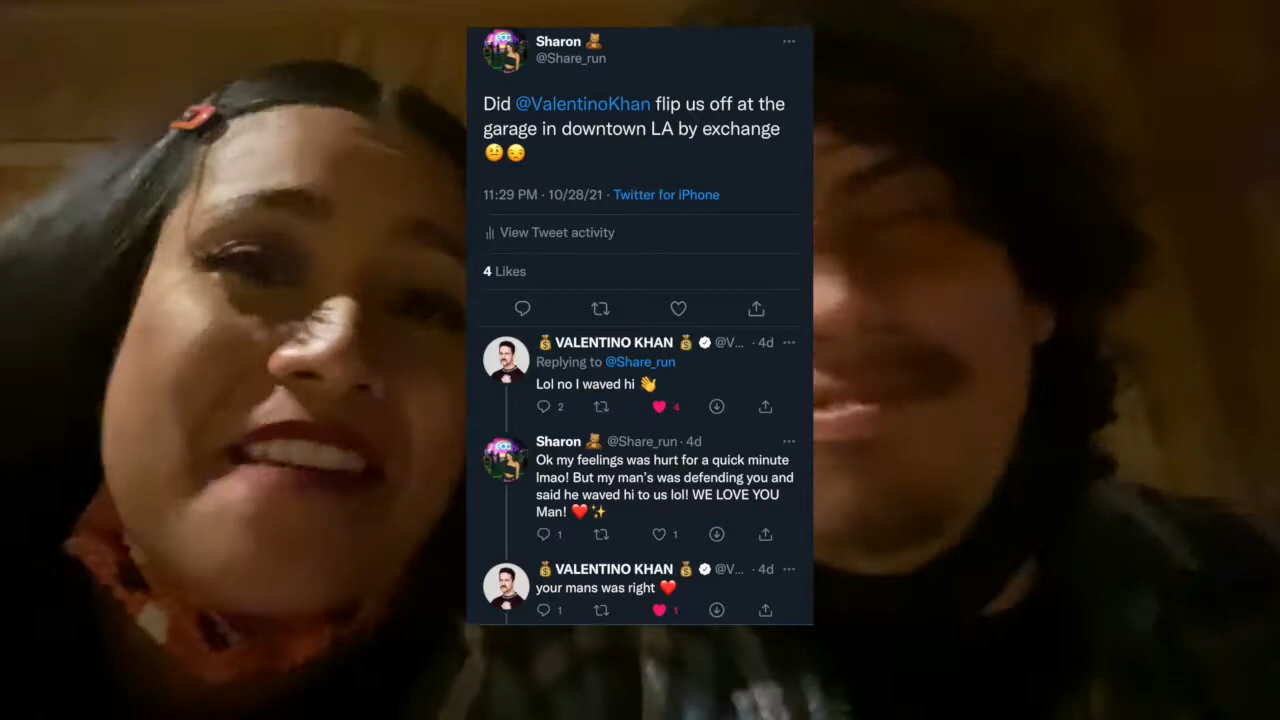 Sharon 🧸
@Share_run
Did @ValentinoKhan flip us off at the
garage in downtown LA by exchange
🤨😒
11:29 PM · 10/28/21 · Twitter for iPhone
View Tweet activity
4 Likes
💰 VALENTINO KHAN 💰 @V... · 4d
Replying to @Share_run
Lol no I waved hi 👋
2 4
Sharon 🧸 @Share_run · 4d
Ok my feelings was hurt for a quick minute
lmao! But my man's was defending you and
said he waved hi to us lol! WE LOVE YOU
Man! ❤️✨
1 1
💰 VALENTINO KHAN 💰 @V... · 4d
your mans was right ❤️
1 1